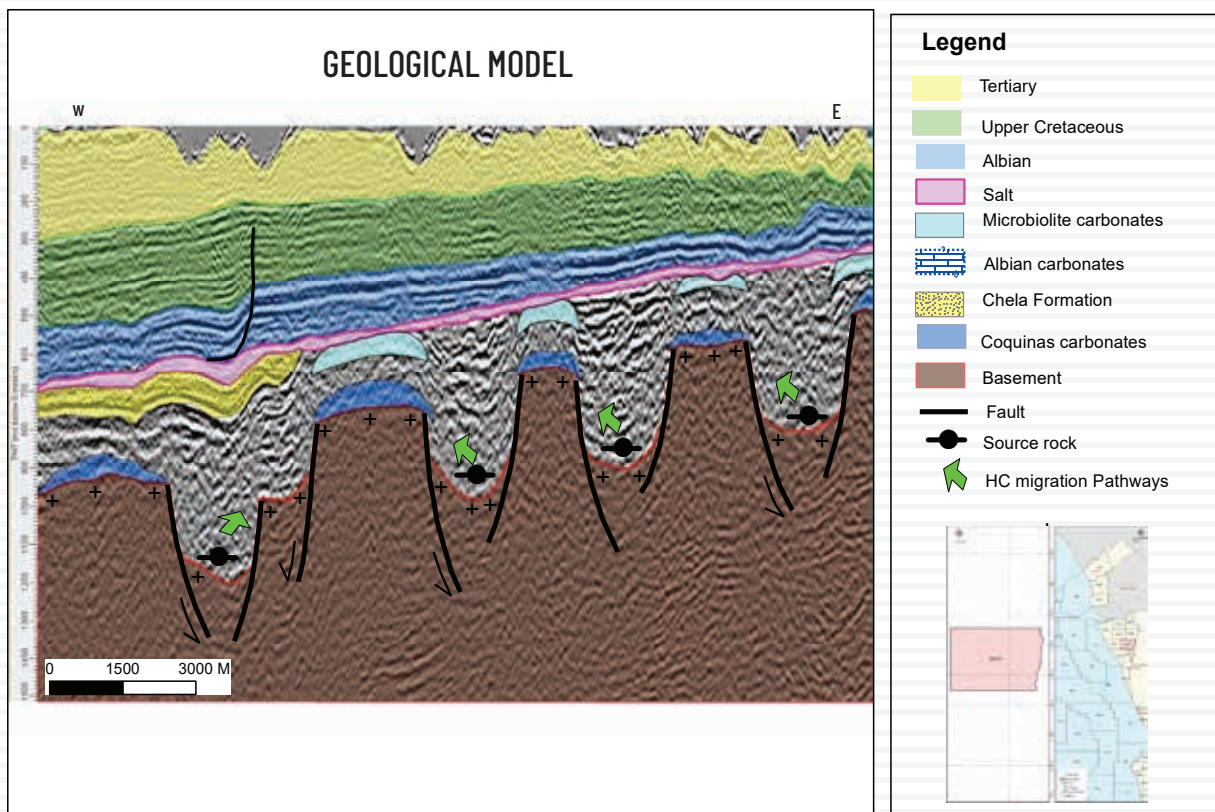 GEOLOGICAL MODEL
W
E
0 1500 3000 M
Legend
Tertiary
Upper Cretaceous
Albian
Salt
Microbiolite carbonates
Albian carbonates
Chela Formation
Coquinas carbonates
Basement
Fault
Source rock
HC migration Pathways